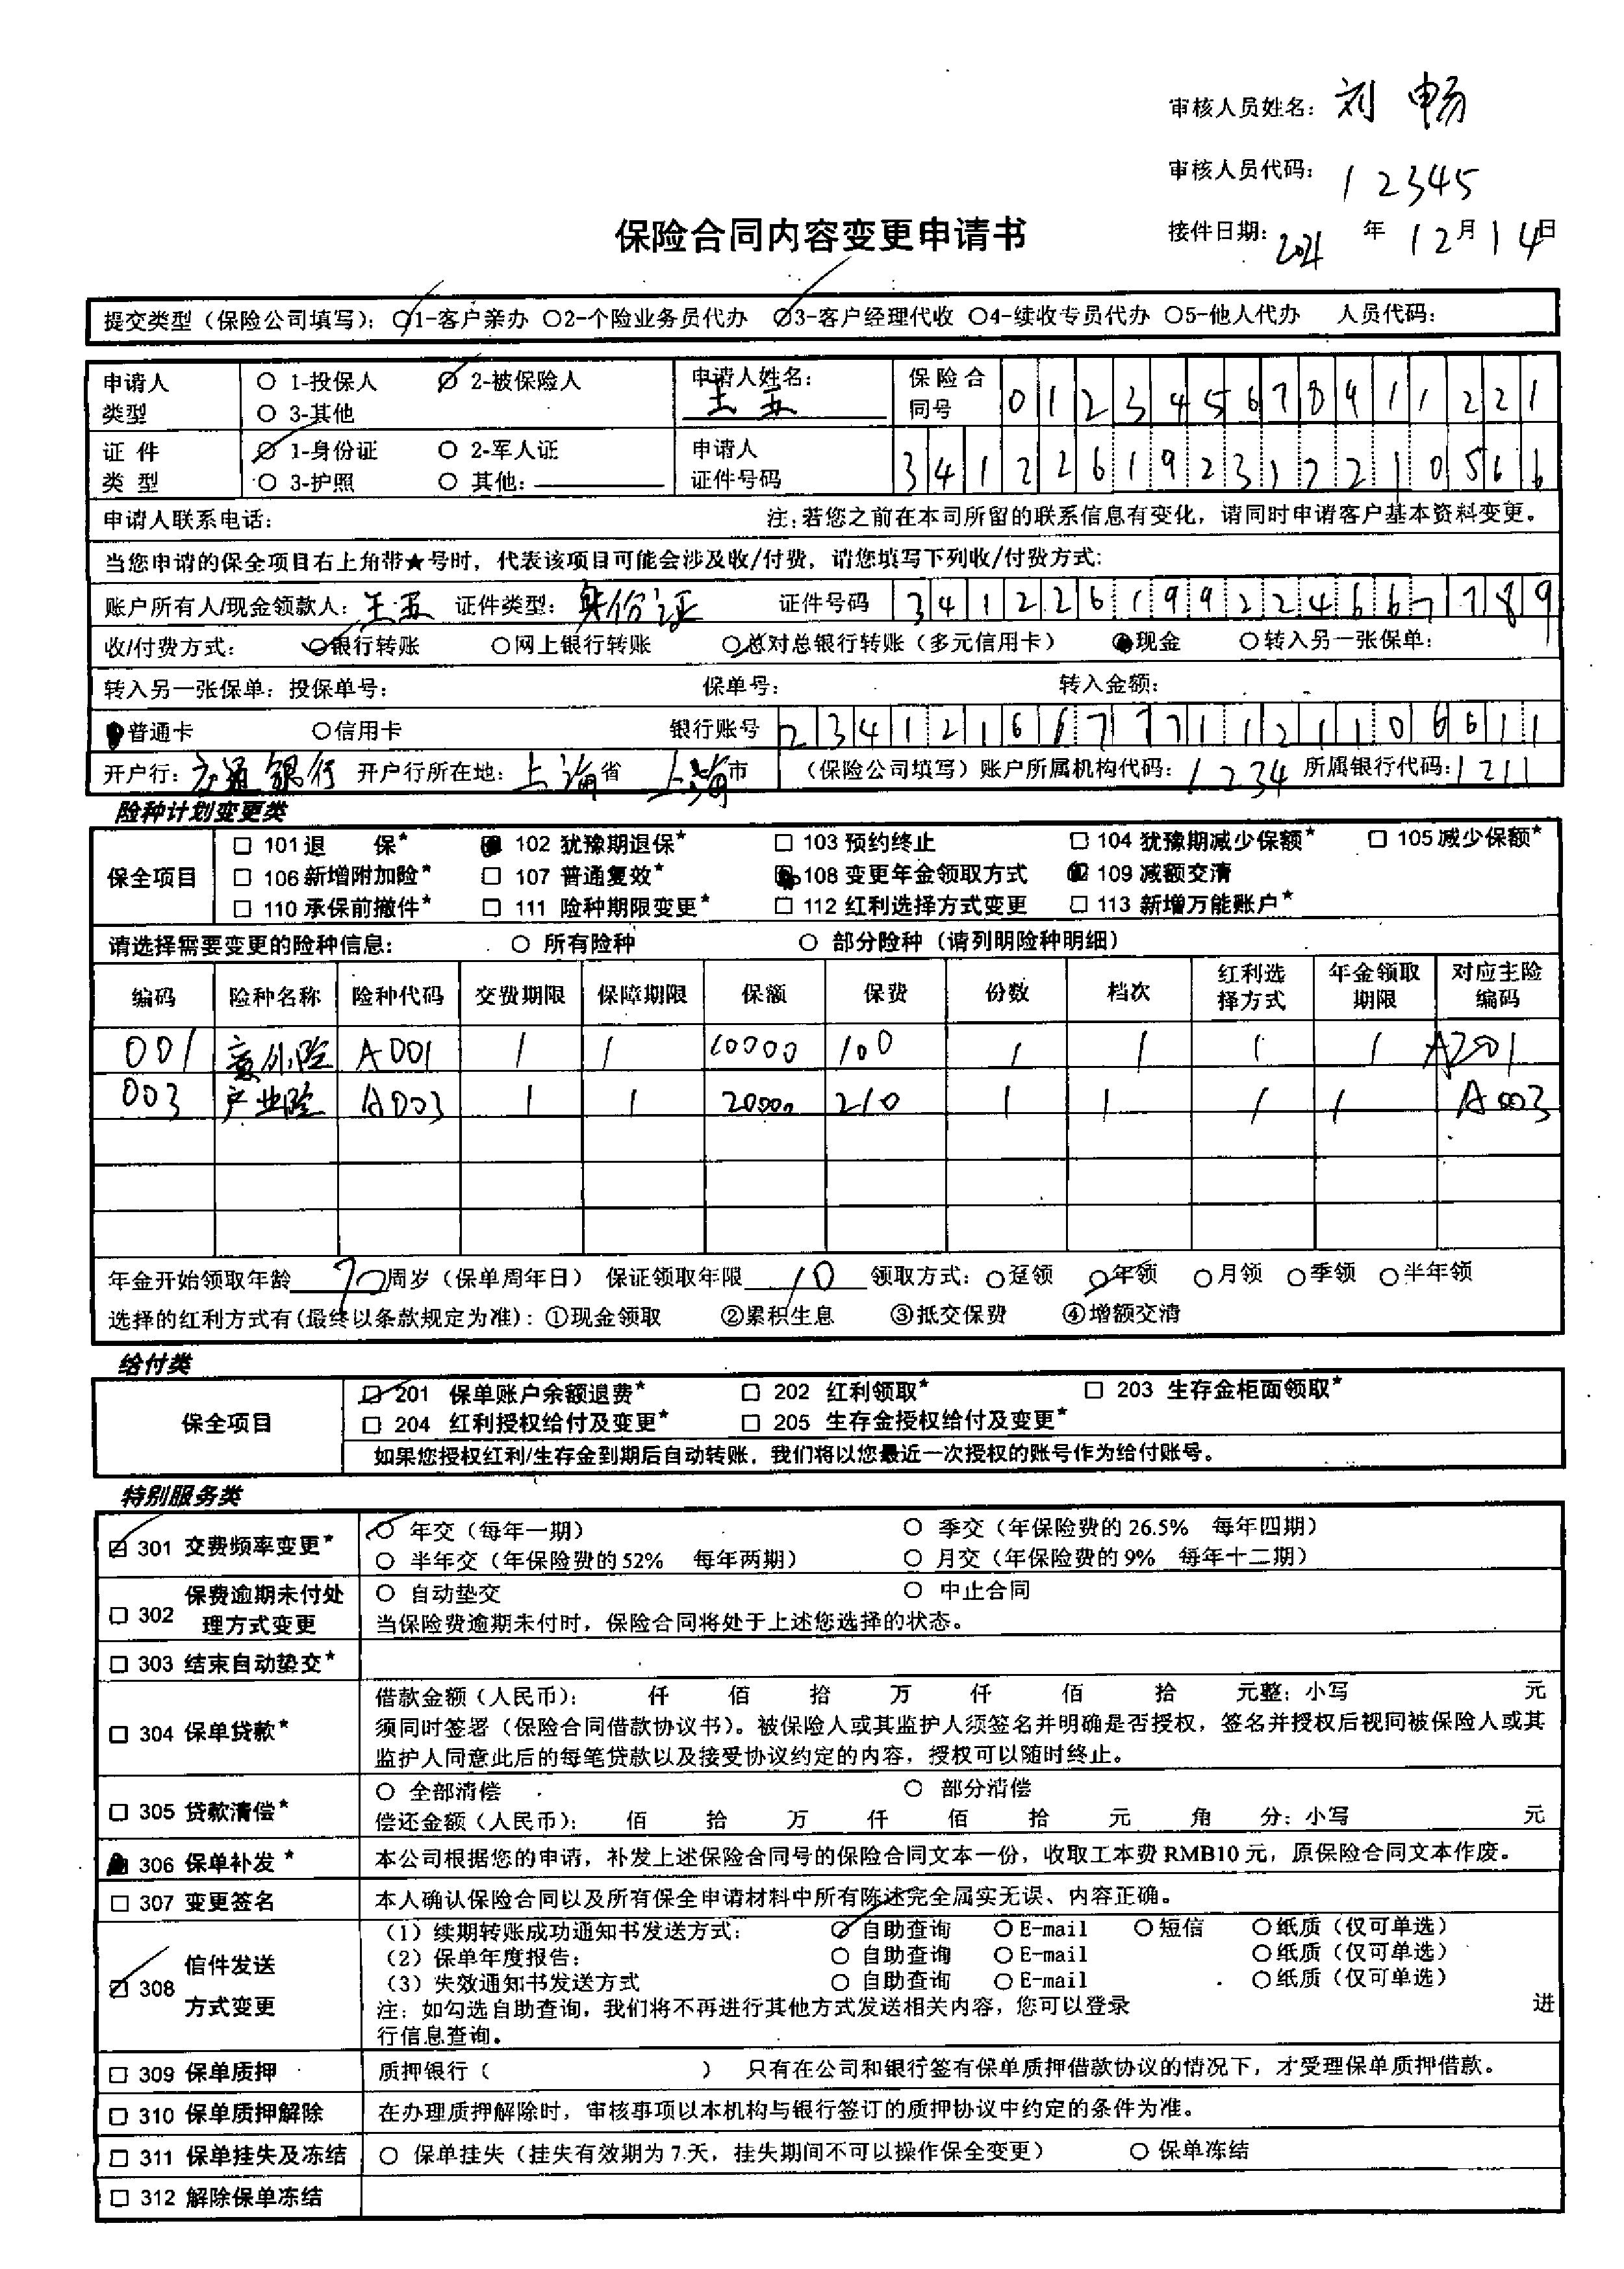 审核人员姓名：刘畅
审核人员代码：12345
保险合同内容变更申请书
接件日期：2021年12月14日
提交类型（保险公司填写）：○1-客户亲办 ○2-个险业务员代办 ○3-客户经理代收 ○4-续收专员代办 ○5-他人代办 人员代码：
申请人类型 ○ 1-投保人 ○ 2-被保险人 ○ 3-其他 申请人姓名：王五 保险合同号 012345678911221
证件类型 ○ 1-身份证 ○ 2-军人证 ○ 3-护照 ○ 其他： 申请人证件号码 341226192312210566
申请人联系电话： 注：若您之前在本司所留的联系信息有变化，请同时申请客户基本资料变更。
当您申请的保全项目右上角带★号时，代表该项目可能会涉及收/付费，请您填写下列收/付费方式：
账户所有人/现金领款人：王五 证件类型：身份证 证件号码 341226199224667789
收/付费方式： ○银行转账 ○网上银行转账 ○总对总银行转账（多元信用卡） ●现金 ○转入另一张保单：
转入另一张保单：投保单号： 保单号： 转入金额：
●普通卡 ○信用卡 银行账号 234121667771121106611
开户行：交通银行 开户行所在地：上海省 上海市 （保险公司填写）账户所属机构代码：1234 所属银行代码：1211
险种计划变更类
保全项目
□ 101 退 保* ■ 102 犹豫期退保* □ 103 预约终止 □ 104 犹豫期减少保额* □ 105 减少保额*
□ 106 新增附加险* □ 107 普通复效* ■ 108 变更年金领取方式 ■ 109 减额交清
□ 110 承保前撤件* □ 111 险种期限变更* □ 112 红利选择方式变更 □ 113 新增万能账户*
请选择需要变更的险种信息： ○ 所有险种 ○ 部分险种（请列明险种明细）
编码 险种名称 险种代码 交费期限 保障期限 保额 保费 份数 档次 红利选择方式 年金领取期限 对应主险编码
001 意外险 A001 1 1 10000 100 1 1 1 1 A201
003 产业险 A003 1 1 20000 210 1 1 1 1 A003
年金开始领取年龄70周岁（保单周年日） 保证领取年限10 领取方式：○趸领 ○年领 ○月领 ○季领 ○半年领
选择的红利方式有（最终以条款规定为准）：①现金领取 ②累积生息 ③抵交保费 ④增额交清
给付类
保全项目
☑ 201 保单账户余额退费* □ 202 红利领取* □ 203 生存金柜面领取*
□ 204 红利授权给付及变更* □ 205 生存金授权给付及变更*
如果您授权红利/生存金到期后自动转账，我们将以您最近一次授权的账号作为给付账号。
特别服务类
☑ 301 交费频率变更* ○ 年交（每年一期） ○ 季交（年保险费的26.5% 每年四期）
○ 半年交（年保险费的52% 每年两期） ○ 月交（年保险费的9% 每年十二期）
□ 302 保费逾期未付处理方式变更 ○ 自动垫交 ○ 中止合同
当保险费逾期未付时，保险合同将处于上述您选择的状态。
□ 303 结束自动垫交*
□ 304 保单贷款* 借款金额（人民币）： 仟 佰 拾 万 仟 佰 拾 元整：小写 元
须同时签署（保险合同借款协议书）。被保险人或其监护人须签名并明确是否授权，签名并授权后视同被保险人或其
监护人同意此后的每笔贷款以及接受协议约定的内容，授权可以随时终止。
□ 305 贷款清偿* ○ 全部清偿 ○ 部分清偿
偿还金额（人民币）： 佰 拾 万 仟 佰 拾 元 角 分：小写 元
■ 306 保单补发* 本公司根据您的申请，补发上述保险合同号的保险合同文本一份，收取工本费RMB10元，原保险合同文本作废。
□ 307 变更签名 本人确认保险合同以及所有保全申请材料中所有陈述完全属实无误、内容正确。
☑ 308 信件发送方式变更 （1）续期转账成功通知书发送方式： ○ 自助查询 ○ E-mail ○ 短信 ○纸质（仅可单选）
（2）保单年度报告： ○ 自助查询 ○ E-mail ○纸质（仅可单选）
（3）失效通知书发送方式 ○ 自助查询 ○ E-mail ○纸质（仅可单选）
注：如勾选自助查询，我们将不再进行其他方式发送相关内容，您可以登录 进
行信息查询。
□ 309 保单质押 质押银行（ ） 只有在公司和银行签有保单质押借款协议的情况下，才受理保单质押借款。
□ 310 保单质押解除 在办理质押解除时，审核事项以本机构与银行签订的质押协议中约定的条件为准。
□ 311 保单挂失及冻结 ○ 保单挂失（挂失有效期为7天，挂失期间不可以操作保全变更） ○ 保单冻结
□ 312 解除保单冻结